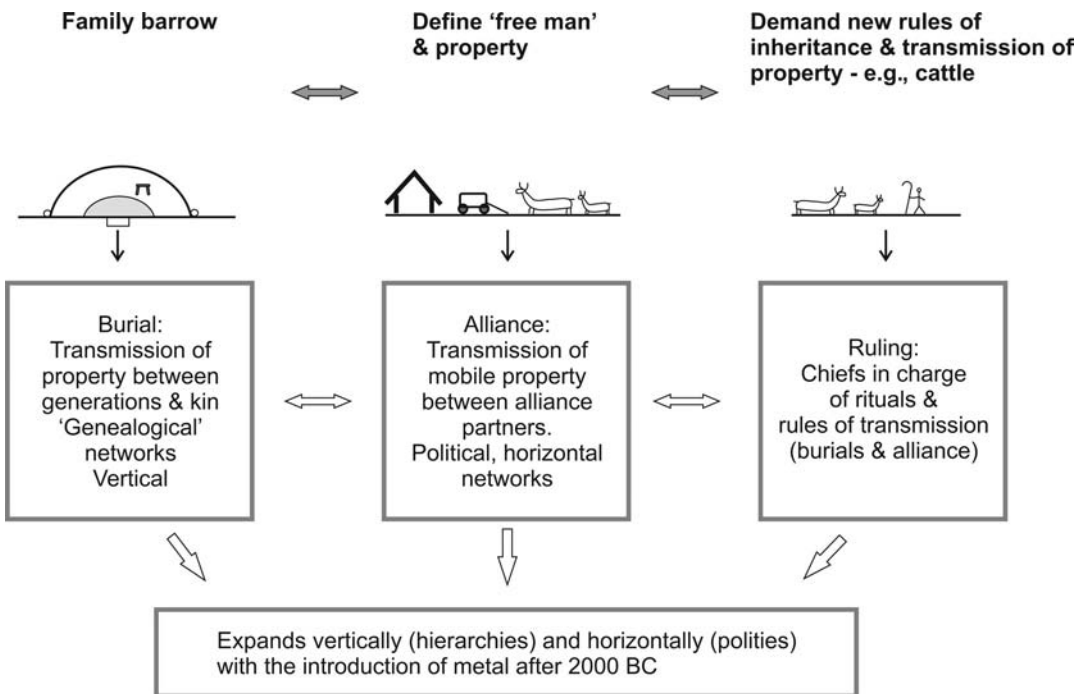 Family barrow
Define ‘free man’
& property
Demand new rules of
inheritance & transmission of
property - e.g., cattle
Burial:
Transmission of
property between
generations & kin
‘Genealogical’
networks
Vertical
Alliance:
Transmission of
mobile property
between alliance
partners.
Political, horizontal
networks
Ruling:
Chiefs in charge
of rituals &
rules of transmission
(burials & alliance)
Expands vertically (hierarchies) and horizontally (polities)
with the introduction of metal after 2000 BC